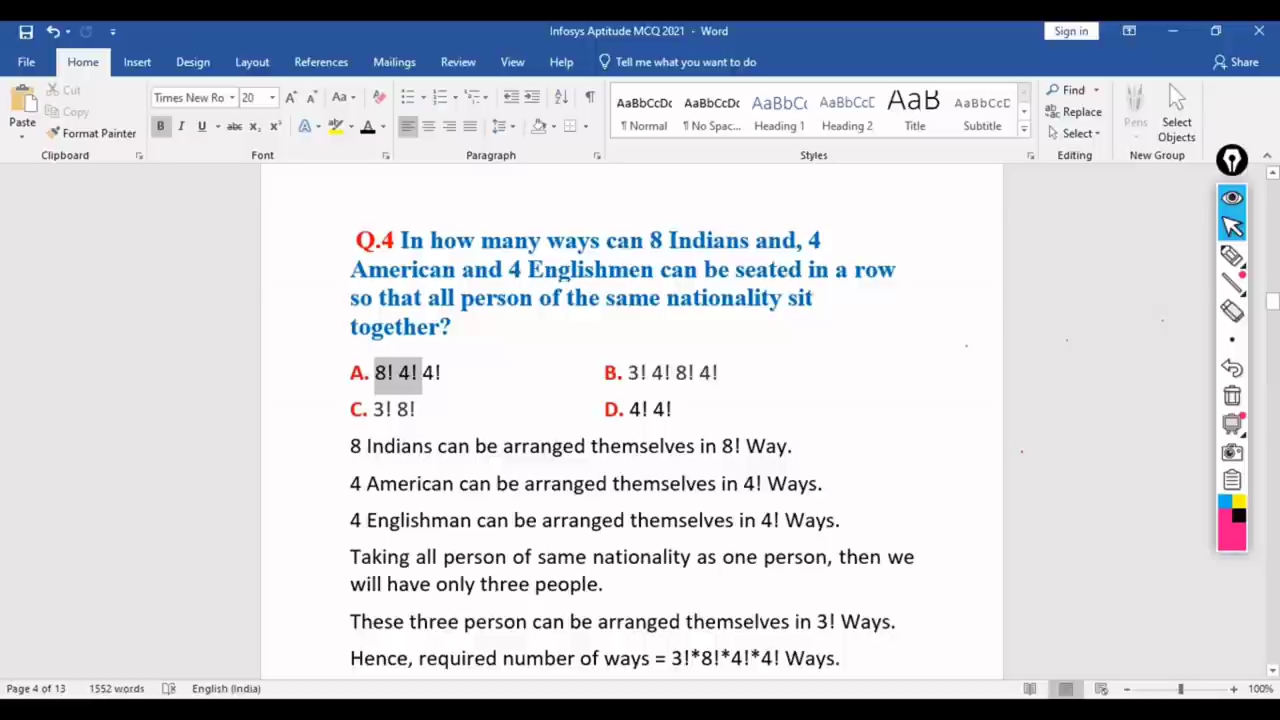 Infosys Aptitude MCQ 2021 - Word
Sign in
File Home Insert Design Layout References Mailings Review View Help Tell me what you want to do Share
Paste
Cut
Copy
Format Painter
Clipboard
Times New Ro 20
Font
Paragraph
AaBbCcDc AaBbCcDc AaBbCc AaBbCcD AaB AaBbCcD
¶ Normal ¶ No Spac... Heading 1 Heading 2 Title Subtitle
Styles
Find
Replace
Select
Editing
Pens
Select Objects
New Group
Q.4 In how many ways can 8 Indians and, 4
American and 4 Englishmen can be seated in a row
so that all person of the same nationality sit
together?
A. 8! 4! 4! B. 3! 4! 8! 4!
C. 3! 8! D. 4! 4!
8 Indians can be arranged themselves in 8! Way.
4 American can be arranged themselves in 4! Ways.
4 Englishman can be arranged themselves in 4! Ways.
Taking all person of same nationality as one person, then we
will have only three people.
These three person can be arranged themselves in 3! Ways.
Hence, required number of ways = 3!*8!*4!*4! Ways.
Page 4 of 13 1552 words English (India) 100%